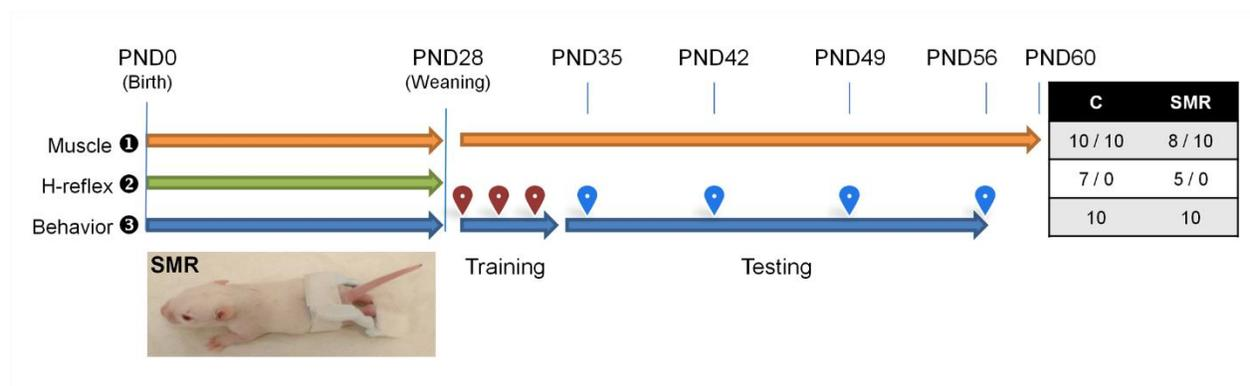 PND0 PND28 PND35 PND42 PND49 PND56 PND60
(Birth) (Weaning)
C SMR
Muscle ❶ 10 / 10 8 / 10
H-reflex ❷ 7 / 0 5 / 0
Behavior ❸ 10 10
SMR Training Testing